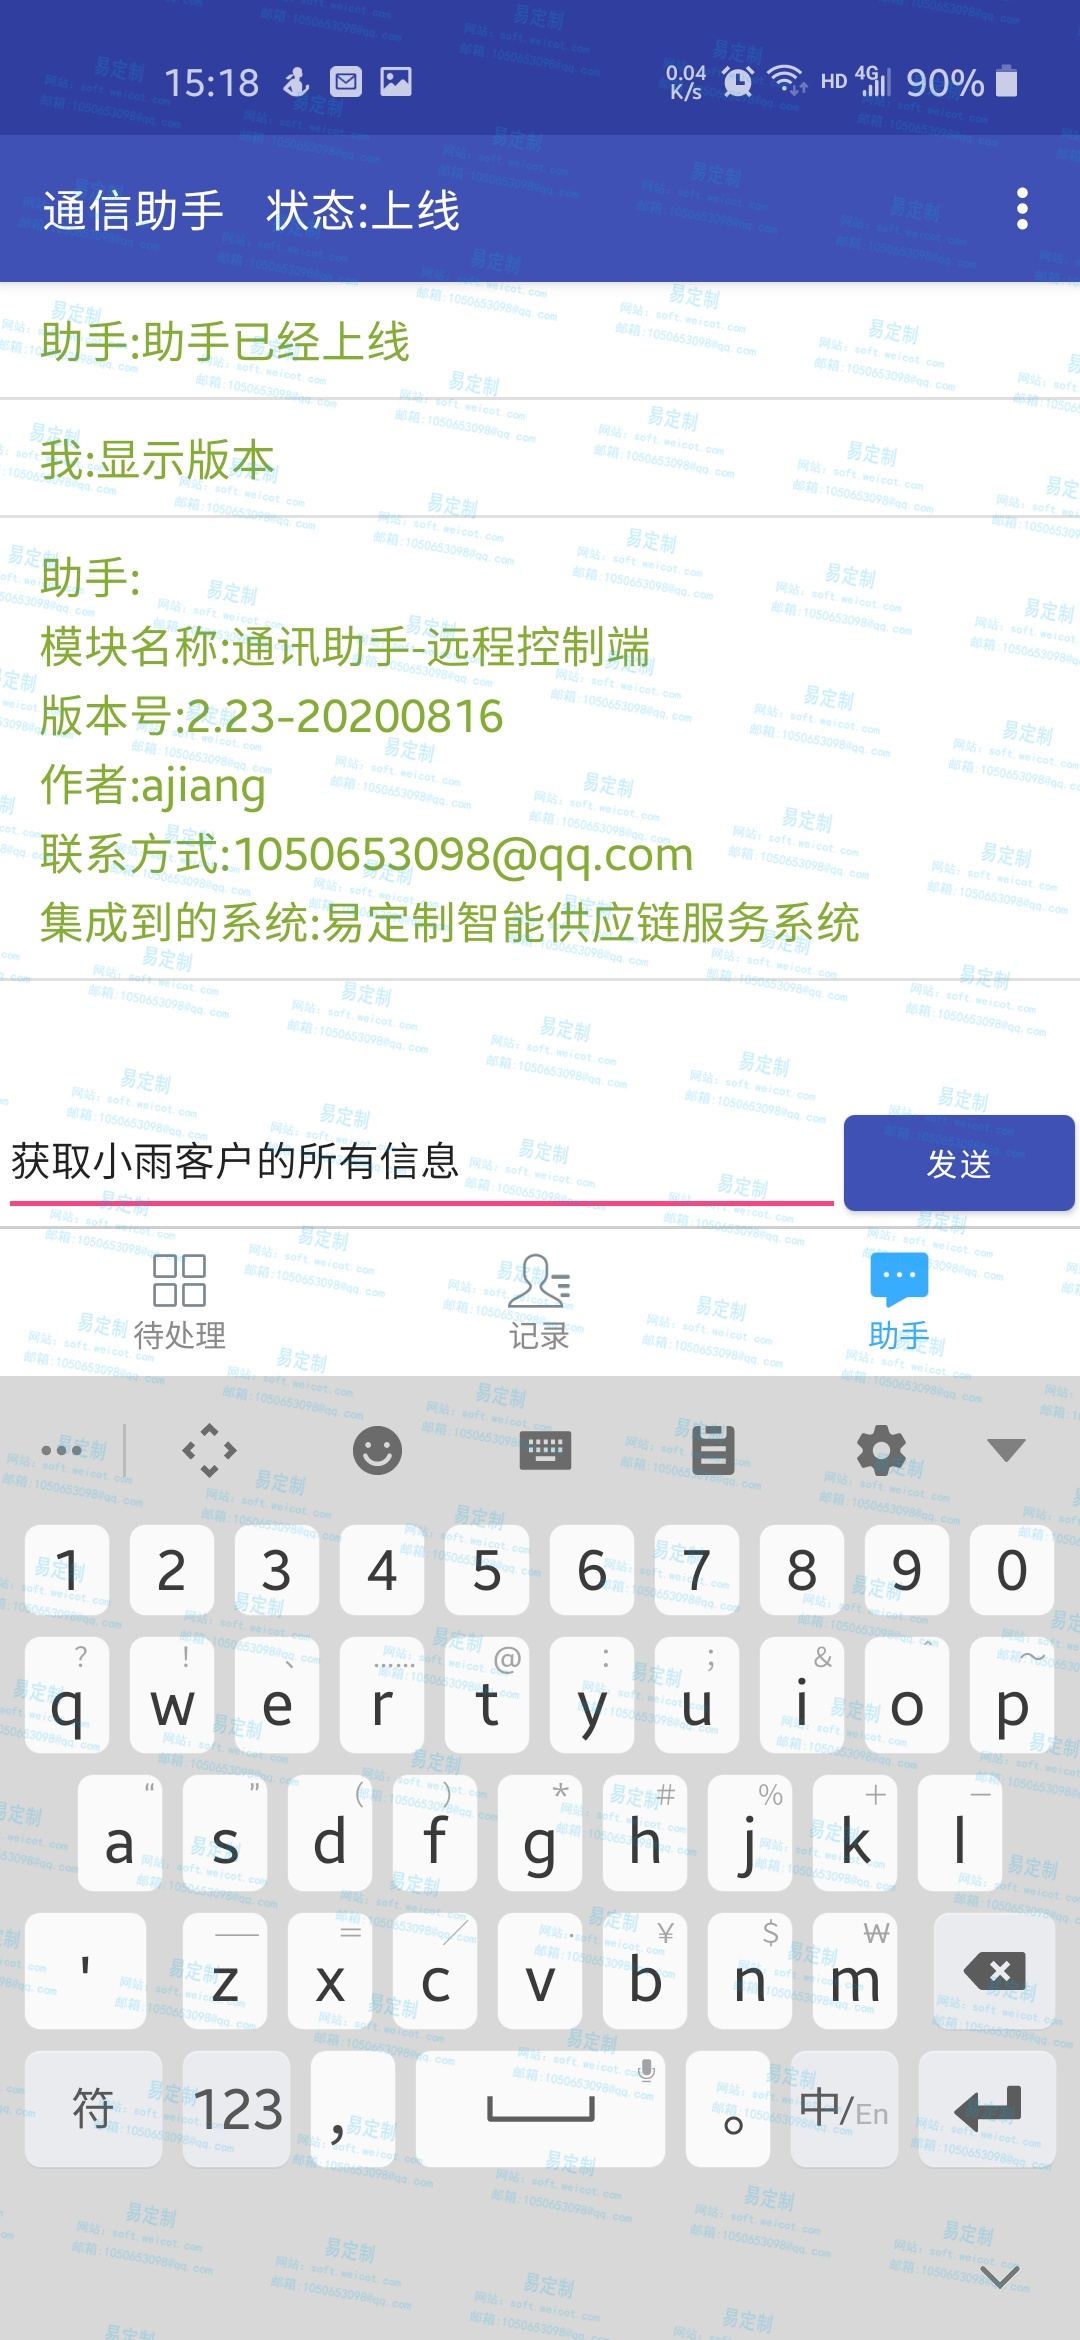 15:18
0.04
K/s
HD 4G
90%
通信助手 状态:上线
助手:助手已经上线
我:显示版本
助手:
模块名称:通讯助手-远程控制端
版本号:2.23-20200816
作者:ajiang
联系方式:1050653098@qq.com
集成到的系统:易定制智能供应链服务系统
获取小雨客户的所有信息
发送
待处理
记录
助手
1 2 3 4 5 6 7 8 9 0
? ! 、 …… @ : ; & ˆ ～
q w e r t y u i o p
“ ” ( ) * # % + —
a s d f g h j k l
—— = ／ · ¥ $ ₩
' z x c v b n m
符 123 , 。 中/En
易定制
网站: soft.weicot.com
邮箱:1050653098@qq.com